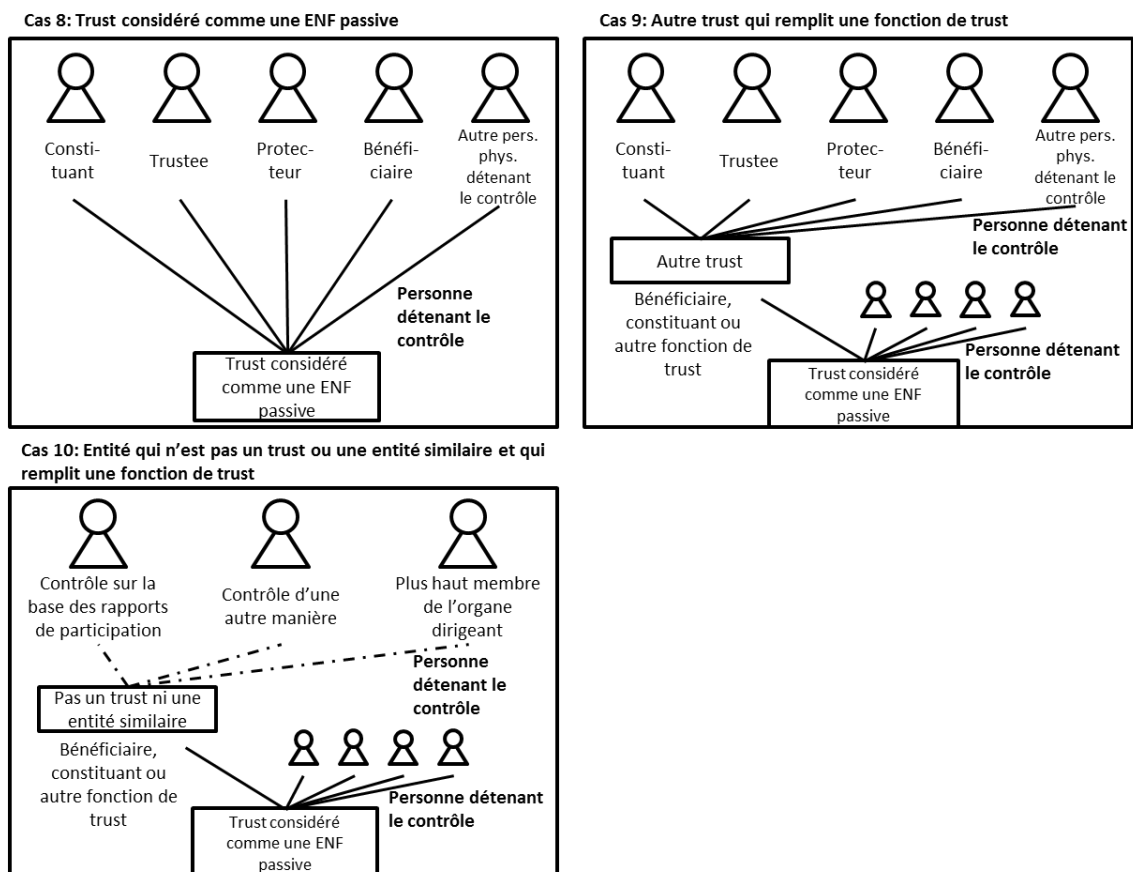 Cas 8: Trust considéré comme une ENF passive
Consti-
tuant
Trustee
Protec-
teur
Bénéfi-
ciaire
Autre pers.
phys.
détenant
le contrôle
Personne
détenant le
contrôle
Trust considéré
comme une ENF
passive
Cas 9: Autre trust qui remplit une fonction de trust
Consti-
tuant
Trustee
Protec-
teur
Bénéfi-
ciaire
Autre pers.
phys.
détenant le
contrôle
Personne détenant
le contrôle
Autre trust
Bénéficiaire,
constituant ou
autre fonction de
trust
Personne détenant
le contrôle
Trust considéré
comme une ENF
passive
Cas 10: Entité qui n’est pas un trust ou une entité similaire et qui
remplit une fonction de trust
Contrôle sur la
base des rapports
de participation
Contrôle d’une
autre manière
Plus haut membre
de l’organe
dirigeant
Personne
détenant le
contrôle
Pas un trust ni une
entité similaire
Bénéficiaire,
constituant ou
autre fonction de
trust
Personne détenant
le contrôle
Trust considéré
comme une ENF
passive